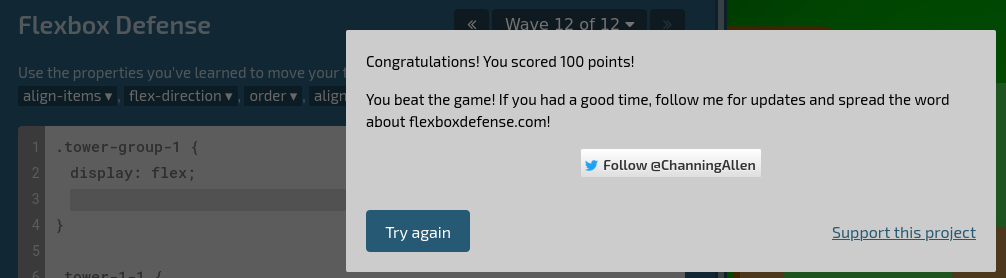 Flexbox Defense
« Wave 12 of 12 ▾ »
Use the properties you've learned to move your t
align-items ▾ , flex-direction ▾ , order ▾ , align
1 .tower-group-1 {
2 display: flex;
3
4 }
5
6 .tower-1-1 {
Congratulations! You scored 100 points!
You beat the game! If you had a good time, follow me for updates and spread the word
about flexboxdefense.com!
Follow @ChanningAllen
Try again
Support this project